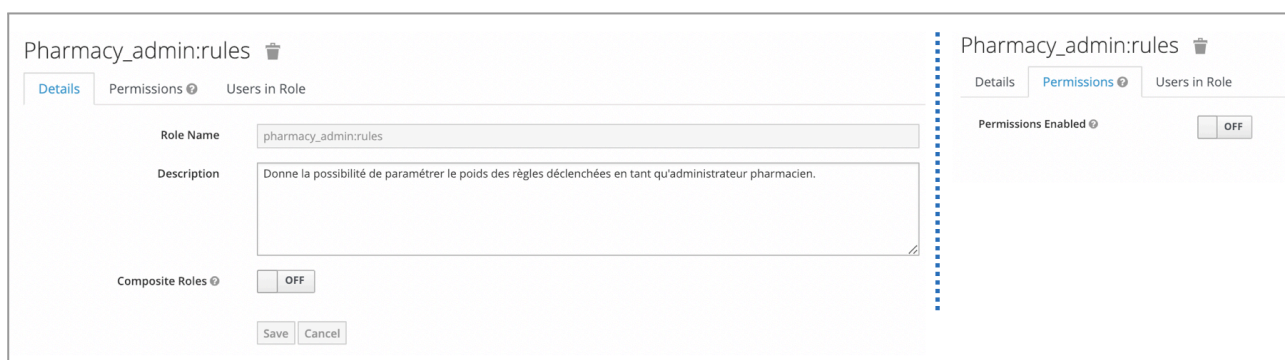 Pharmacy_admin:rules
Details Permissions Users in Role
Role Name pharmacy_admin:rules
Description Donne la possibilité de paramétrer le poids des règles déclenchées en tant qu'administrateur pharmacien.
Composite Roles OFF
Save Cancel
Pharmacy_admin:rules
Details Permissions Users in Role
Permissions Enabled OFF